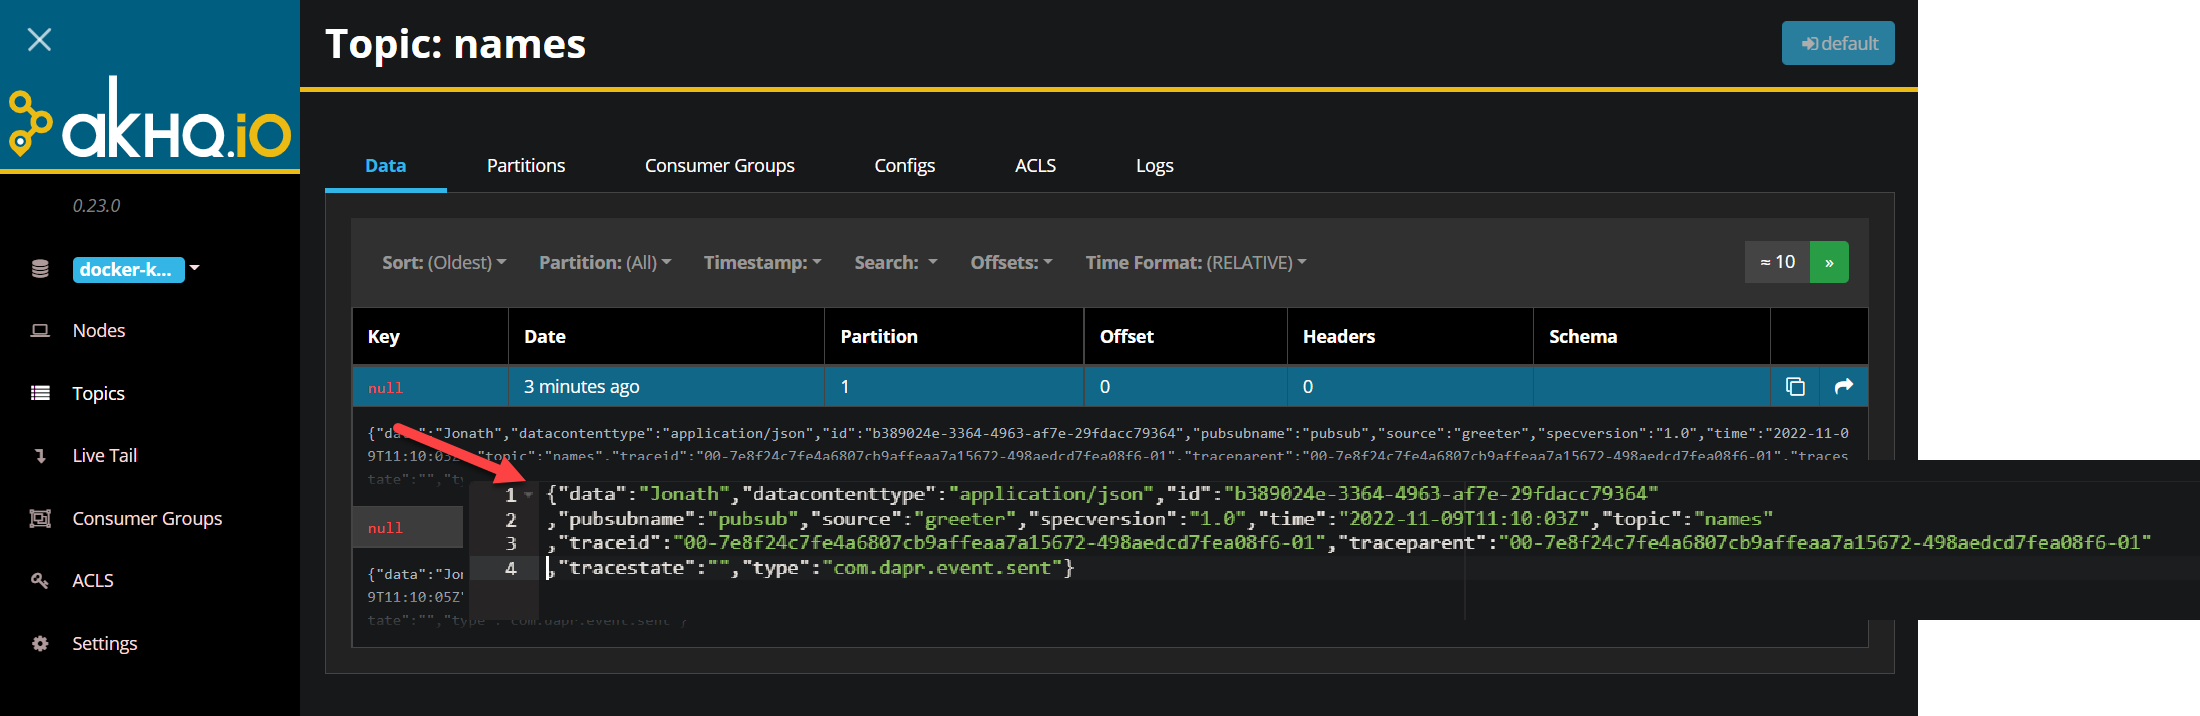 Topic: names
default
akHQ.io
0.23.0
docker-k...
Nodes
Topics
Live Tail
Consumer Groups
ACLS
Settings
Data Partitions Consumer Groups Configs ACLS Logs
Sort: (Oldest) Partition: (All) Timestamp: Search: Offsets: Time Format: (RELATIVE) ≈ 10 »
Key Date Partition Offset Headers Schema
null 3 minutes ago 1 0 0
{"data":"Jonath","datacontenttype":"application/json","id":"b389024e-3364-4963-af7e-29fdacc79364","pubsubname":"pubsub","source":"greeter","specversion":"1.0","time":"2022-11-0
9T11:10:03Z","topic":"names","traceid":"00-7e8f24c7fe4a6807cb9affeaa7a15672-498aedcd7fea08f6-01","traceparent":"00-7e8f24c7fe4a6807cb9affeaa7a15672-498aedcd7fea08f6-01","traces
tate":"","ty
1 {"data":"Jonath","datacontenttype":"application/json","id":"b389024e-3364-4963-af7e-29fdacc79364"
2 ,"pubsubname":"pubsub","source":"greeter","specversion":"1.0","time":"2022-11-09T11:10:03Z","topic":"names"
3 ,"traceid":"00-7e8f24c7fe4a6807cb9affeaa7a15672-498aedcd7fea08f6-01","traceparent":"00-7e8f24c7fe4a6807cb9affeaa7a15672-498aedcd7fea08f6-01"
4 ,"tracestate":"","type":"com.dapr.event.sent"}
null
{"data":"Jon
9T11:10:05Z"
tate":"","type":"com.dapr.event.sent"}